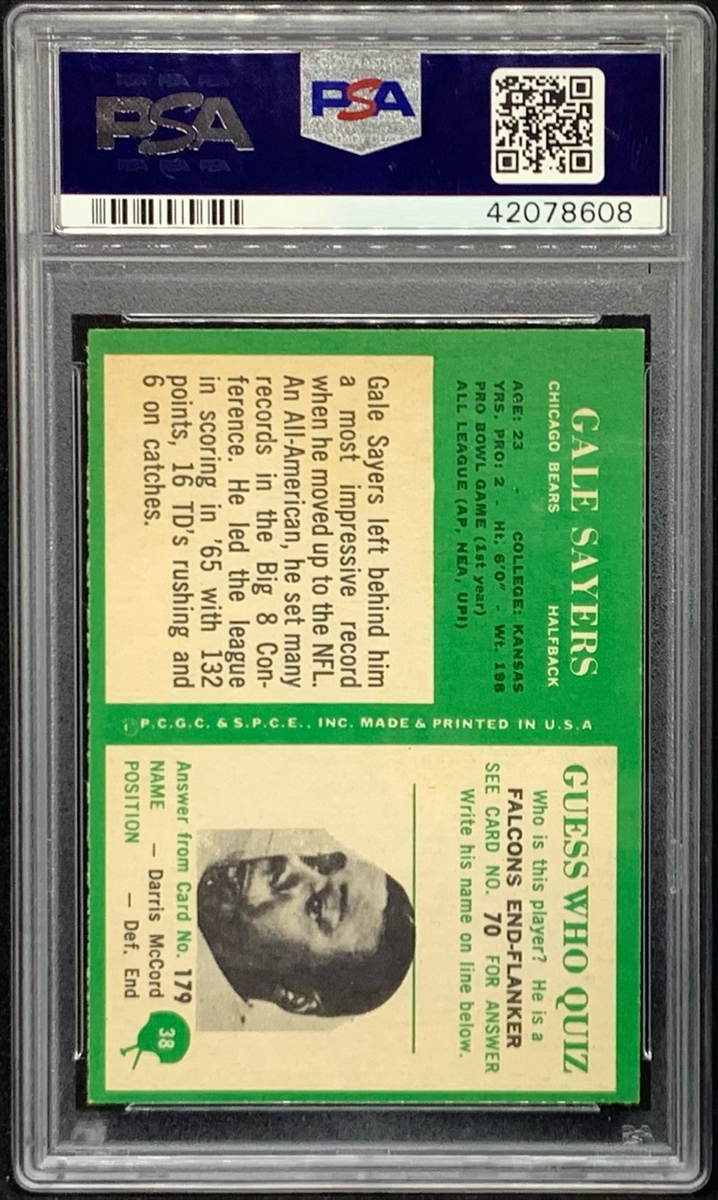 PSA
PSA
42078608
GALE SAYERS
CHICAGO BEARS HALFBACK
AGE: 23 - COLLEGE: KANSAS
YRS. PRO: 2 - Ht. 6'0" - Wt. 198
PRO BOWL GAME (1st year)
ALL LEAGUE (AP, NEA, UPI)
Gale Sayers left behind him
a most impressive record
when he moved up to the NFL.
An All-American, he set many
records in the Big 8 Con-
ference. He led the league
in scoring in '65 with 132
points, 16 TD's rushing and
6 on catches.
P.C.G.C. & S.P.C.E., INC. MADE & PRINTED IN U.S.A
GUESS WHO QUIZ
Who is this player? He is a
FALCONS END-FLANKER
SEE CARD NO. 70 FOR ANSWER
Write his name on line below.
Answer from Card No. 179
NAME — Darris McCord
POSITION — Def. End
38